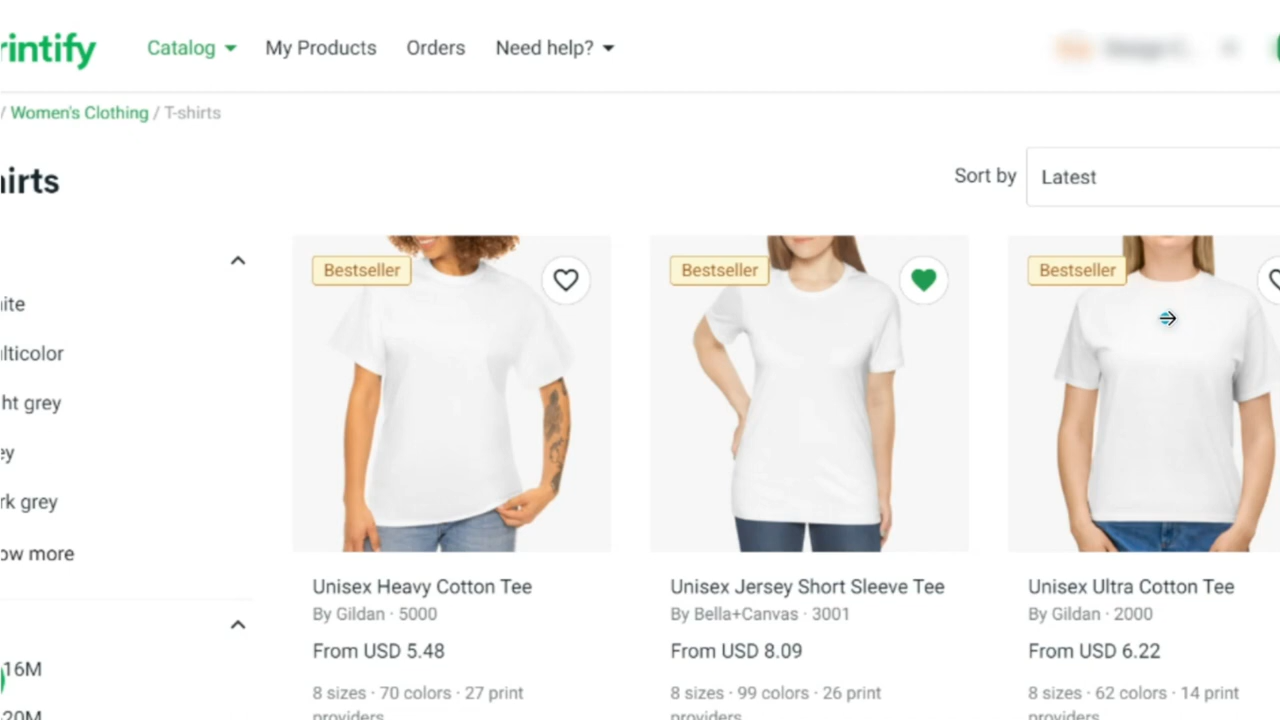 rintify
Catalog My Products Orders Need help?
/ Women's Clothing / T-shirts
hirts
Sort by Latest
Bestseller Bestseller Bestseller
ite
lticolor
ht grey
ey
rk grey
ow more
16M
20M
Unisex Heavy Cotton Tee
By Gildan · 5000
From USD 5.48
8 sizes · 70 colors · 27 print
providers
Unisex Jersey Short Sleeve Tee
By Bella+Canvas · 3001
From USD 8.09
8 sizes · 99 colors · 26 print
providers
Unisex Ultra Cotton Tee
By Gildan · 2000
From USD 6.22
8 sizes · 62 colors · 14 print
providers